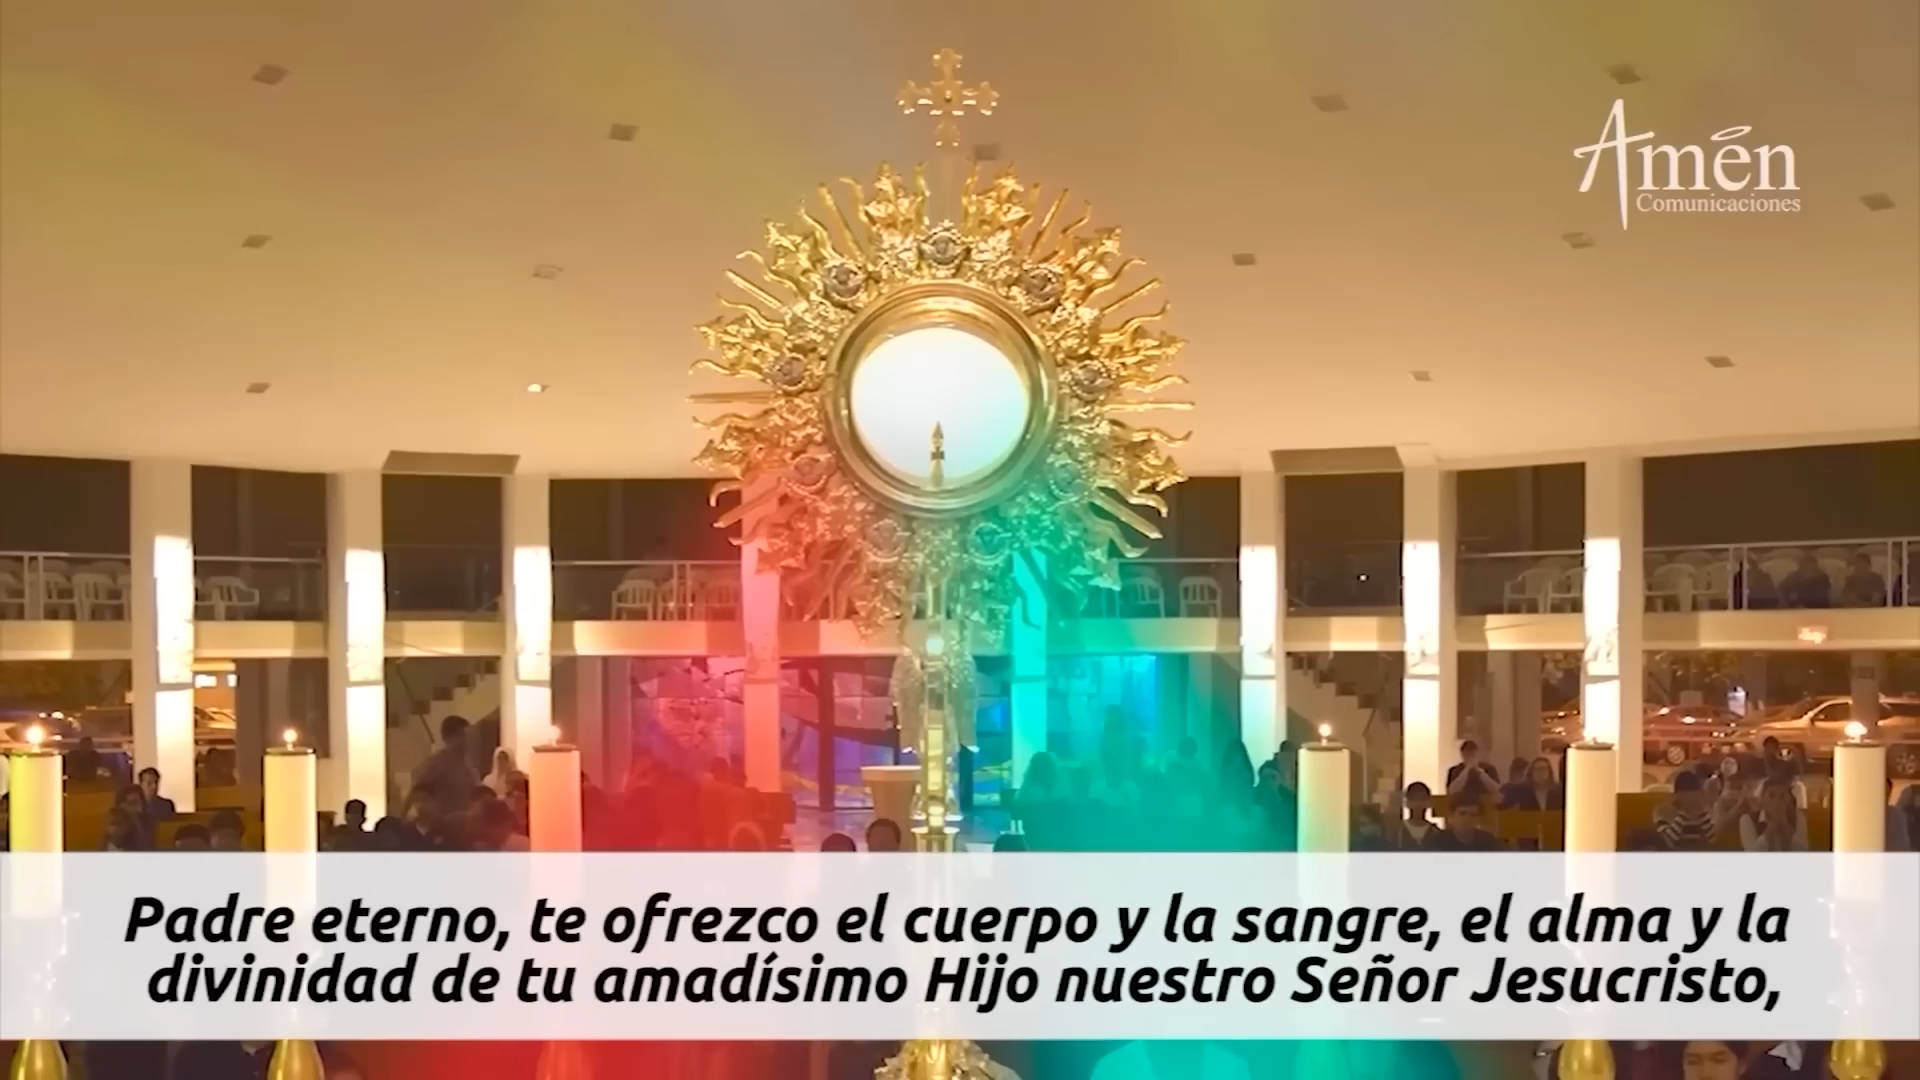 Amén
Comunicaciones
Padre eterno, te ofrezco el cuerpo y la sangre, el alma y la
divinidad de tu amadísimo Hijo nuestro Señor Jesucristo,